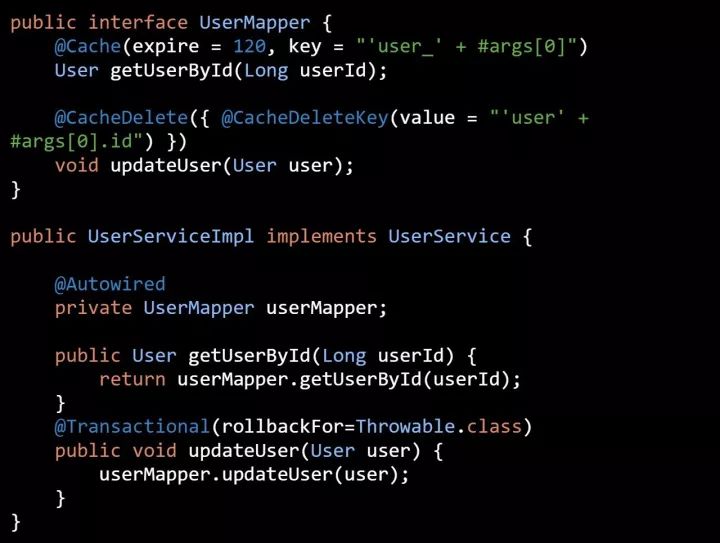 public interface UserMapper {
    @Cache(expire = 120, key = "'user_' + #args[0]")
    User getUserById(Long userId);

    @CacheDelete({ @CacheDeleteKey(value = "'user' +
#args[0].id") })
    void updateUser(User user);
}

public UserServiceImpl implements UserService {

    @Autowired
    private UserMapper userMapper;

    public User getUserById(Long userId) {
        return userMapper.getUserById(userId);
    }
    @Transactional(rollbackFor=Throwable.class)
    public void updateUser(User user) {
        userMapper.updateUser(user);
    }
}